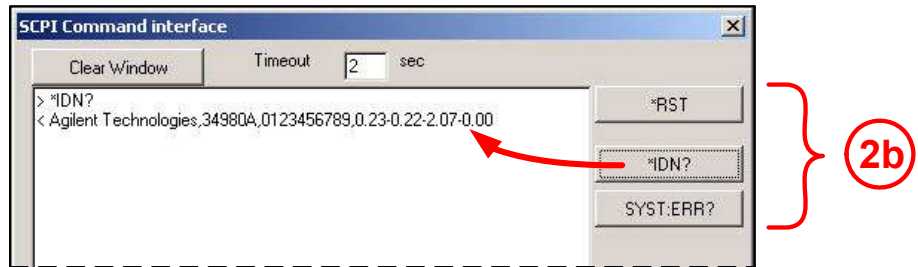 SCPI Command interface
Clear Window
Timeout 2 sec
> *IDN?
< Agilent Technologies,34980A,0123456789,0.23-0.22-2.07-0.00
*RST
*IDN?
SYST:ERR?
2b